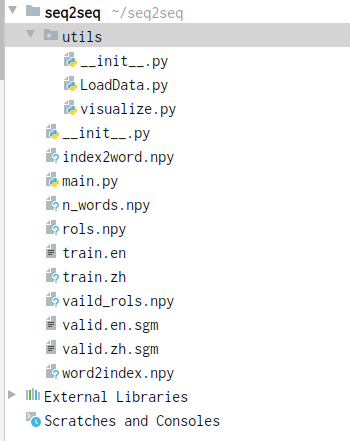 seq2seq ~/seq2seq
utils
__init__.py
LoadData.py
visualize.py
__init__.py
index2word.npy
main.py
n_words.npy
rols.npy
train.en
train.zh
vaild_rols.npy
valid.en.sgm
valid.zh.sgm
word2index.npy
External Libraries
Scratches and Consoles